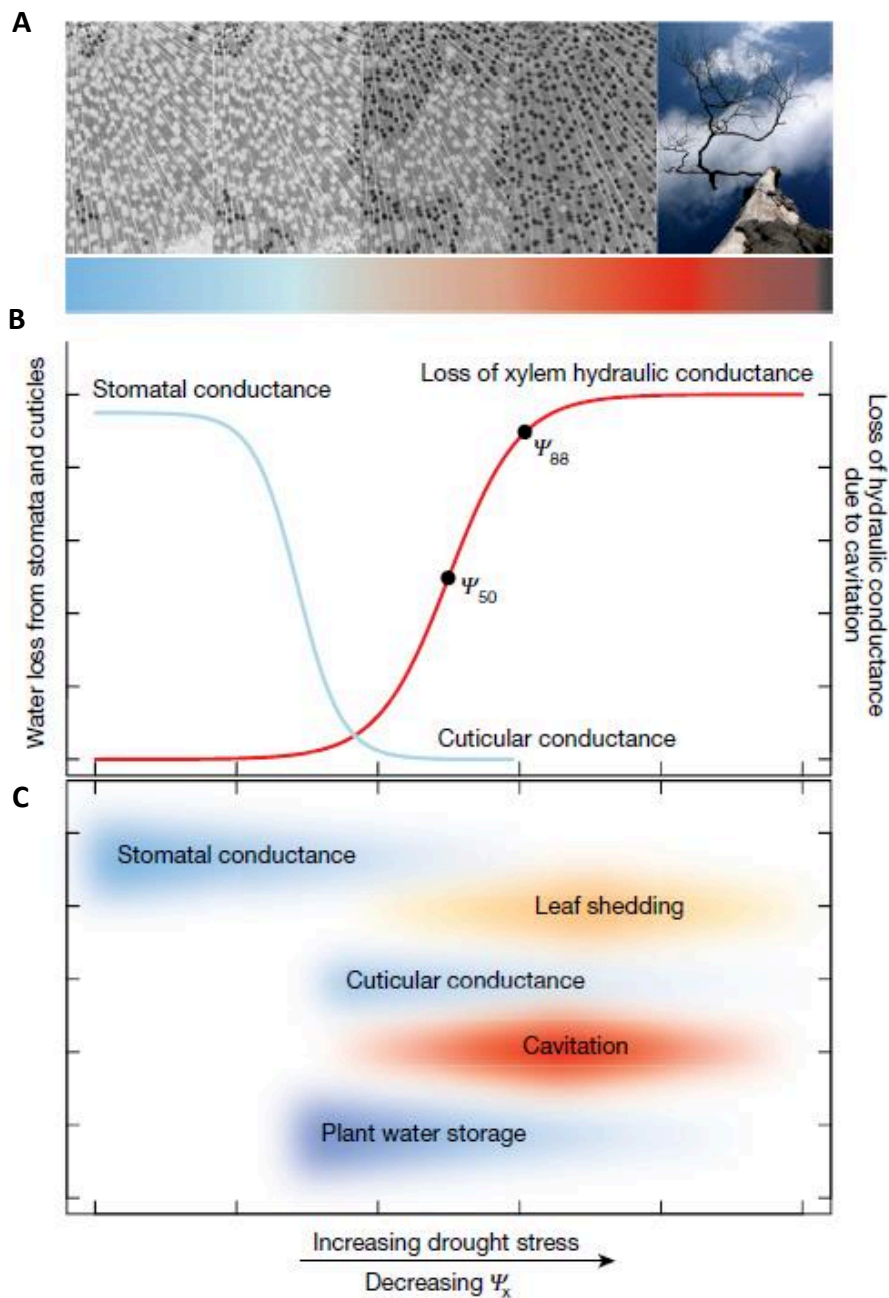 A
B
Water loss from stomata and cuticles
Stomatal conductance
Loss of xylem hydraulic conductance
Ψ88
Ψ50
Cuticular conductance
Loss of hydraulic conductance
due to cavitation
C
Stomatal conductance
Leaf shedding
Cuticular conductance
Cavitation
Plant water storage
Increasing drought stress
Decreasing Ψx